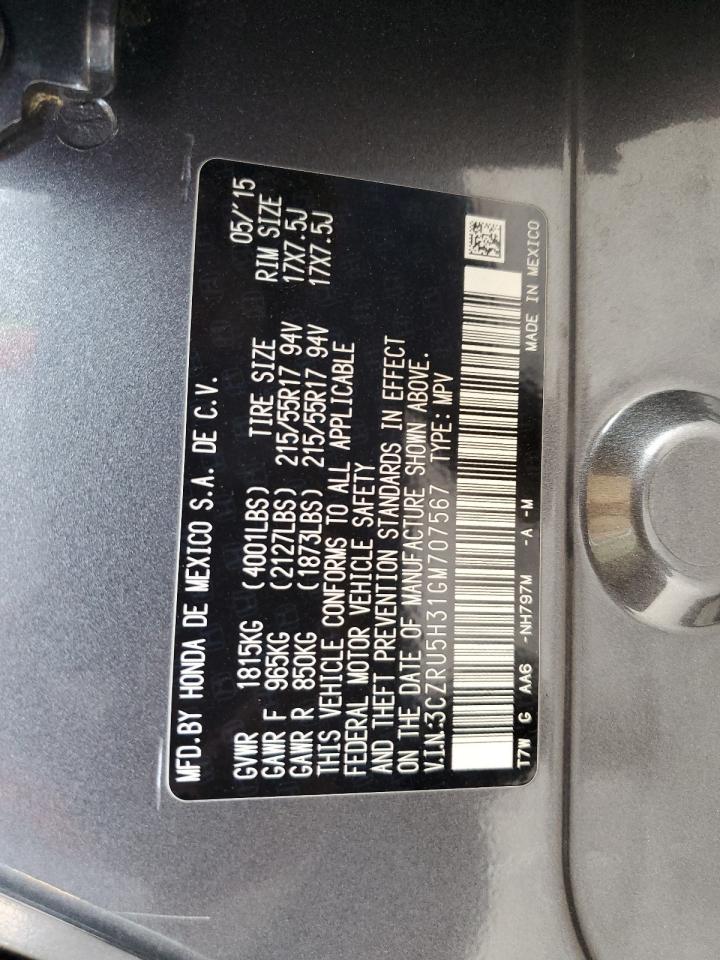 MFD.BY HONDA DE MEXICO S.A. DE C.V. 05/'15
GVWR 1815KG (4001LBS) TIRE SIZE RIM SIZE
GAWR F 965KG (2127LBS) 215/55R17 94V 17X7.5J
GAWR R 850KG (1873LBS) 215/55R17 94V 17X7.5J
THIS VEHICLE CONFORMS TO ALL APPLICABLE
FEDERAL MOTOR VEHICLE SAFETY
AND THEFT PREVENTION STANDARDS IN EFFECT
ON THE DATE OF MANUFACTURE SHOWN ABOVE.
V.I.N.:3CZRU5H31GM707567 TYPE: MPV
T7W G AA6 -NH797M -A -M MADE IN MEXICO